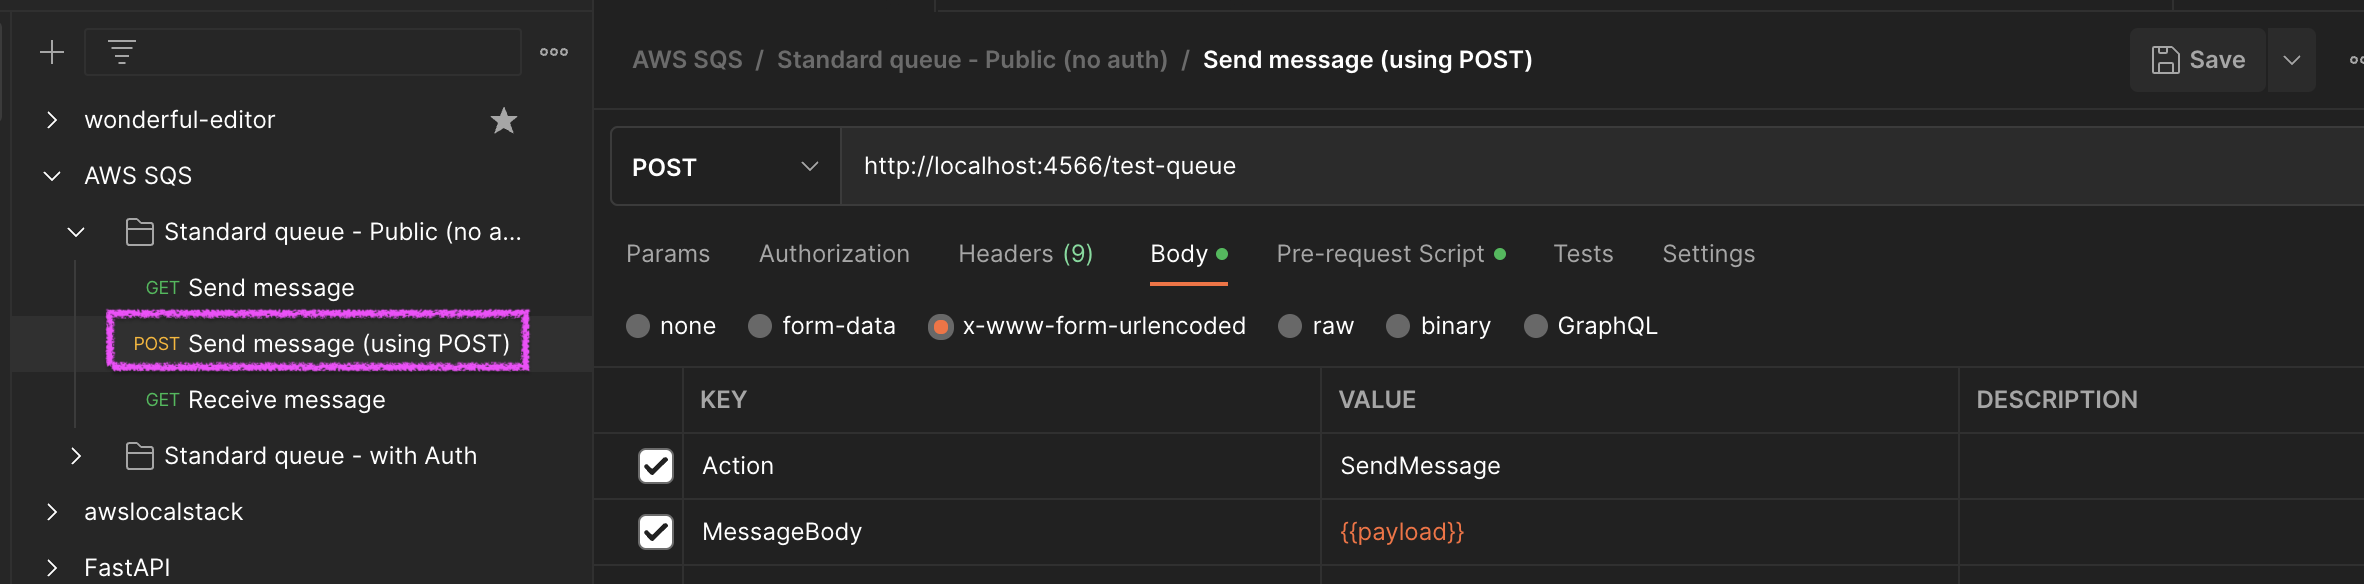 wonderful-editor
AWS SQS
Standard queue - Public (no a...
GET Send message
POST Send message (using POST)
GET Receive message
Standard queue - with Auth
awslocalstack
FastAPI
AWS SQS / Standard queue - Public (no auth) / Send message (using POST)
Save
POST http://localhost:4566/test-queue
Params Authorization Headers (9) Body Pre-request Script Tests Settings
none form-data x-www-form-urlencoded raw binary GraphQL
KEY VALUE DESCRIPTION
Action SendMessage
MessageBody {{payload}}